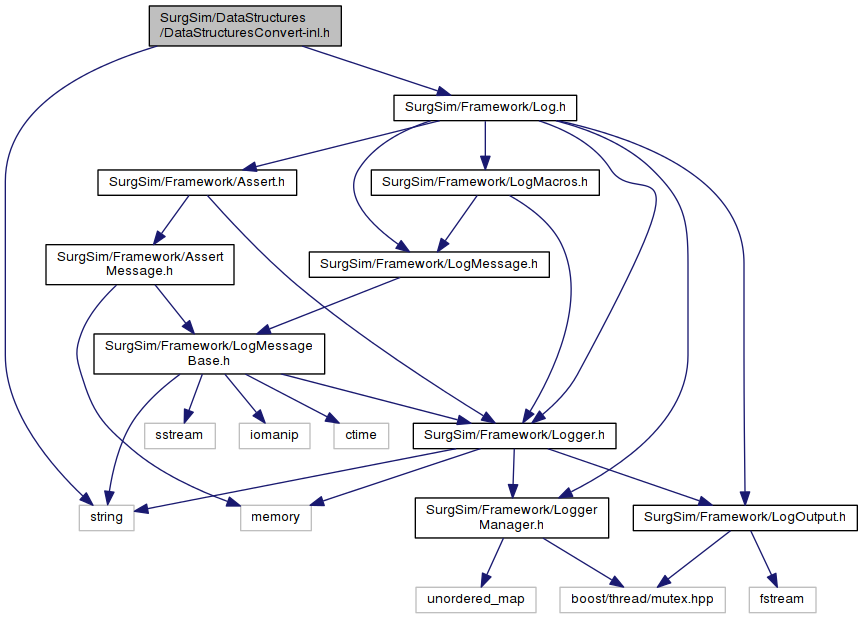 SurgSim/DataStructures
/DataStructuresConvert-inl.h
SurgSim/Framework/Log.h
SurgSim/Framework/Assert.h
SurgSim/Framework/LogMacros.h
SurgSim/Framework/Assert
Message.h
SurgSim/Framework/LogMessage.h
SurgSim/Framework/LogMessage
Base.h
sstream
iomanip
ctime
SurgSim/Framework/Logger.h
string
memory
SurgSim/Framework/Logger
Manager.h
SurgSim/Framework/LogOutput.h
unordered_map
boost/thread/mutex.hpp
fstream